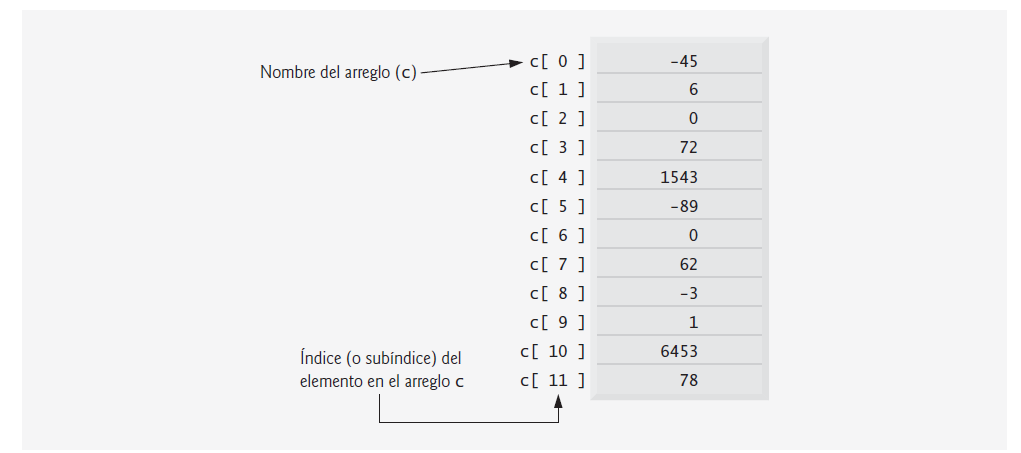 Nombre del arreglo (c)
c[ 0 ] -45
c[ 1 ] 6
c[ 2 ] 0
c[ 3 ] 72
c[ 4 ] 1543
c[ 5 ] -89
c[ 6 ] 0
c[ 7 ] 62
c[ 8 ] -3
c[ 9 ] 1
c[ 10 ] 6453
c[ 11 ] 78
Índice (o subíndice) del
elemento en el arreglo c